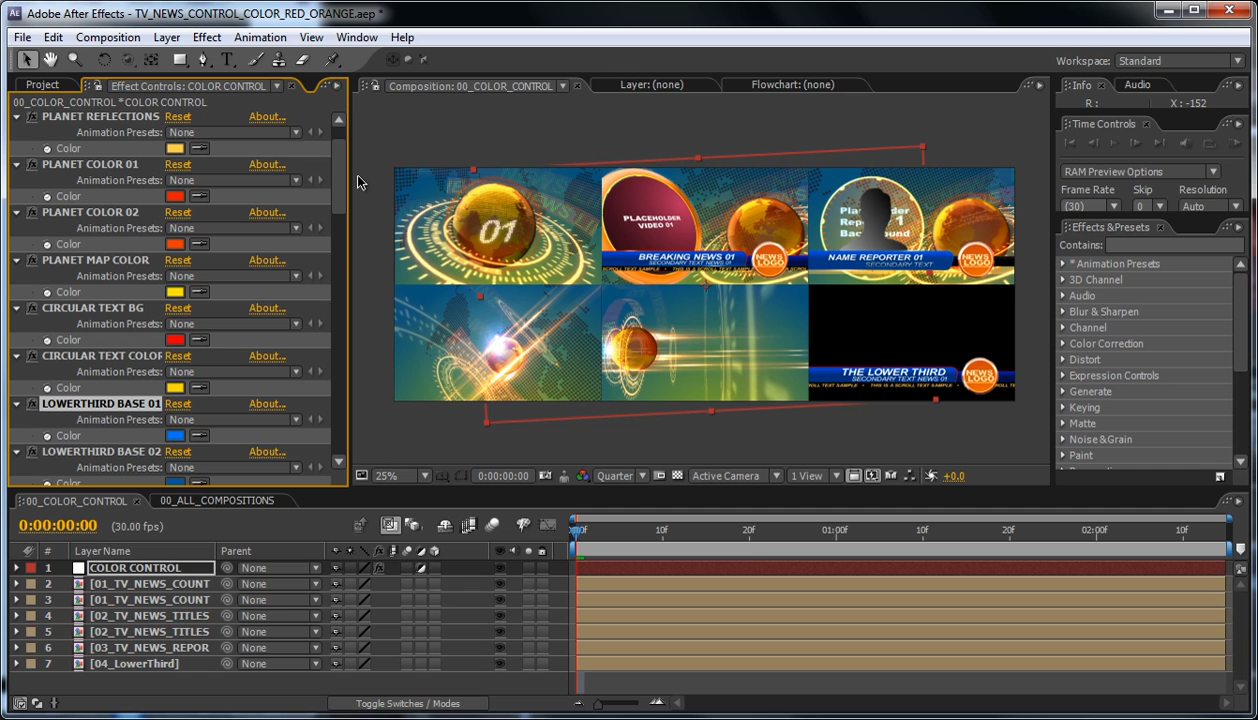 Adobe After Effects - TV_NEWS_CONTROL_COLOR_RED_ORANGE.aep *
File Edit Composition Layer Effect Animation View Window Help
Workspace: Standard
Project Effect Controls: COLOR CONTROL Composition: 00_COLOR_CONTROL Layer: (none) Flowchart: (none) Info Audio
00_COLOR_CONTROL * COLOR CONTROL
R : X : -152
PLANET REFLECTIONS Reset About...
Animation Presets: None
Color
PLANET COLOR 01 Reset About...
Animation Presets: None
Color
PLANET COLOR 02 Reset About...
Animation Presets: None
Color
PLANET MAP COLOR Reset About...
Animation Presets: None
Color
CIRCULAR TEXT BG Reset About...
Animation Presets: None
Color
CIRCULAR TEXT COLOR Reset About...
Animation Presets: None
Color
LOWERTHIRD BASE 01 Reset About...
Animation Presets: None
Color
LOWERTHIRD BASE 02 Reset About...
Animation Presets: None
Color
01
PLACEHOLDER
VIDEO 01
BREAKING NEWS 01
SECONDARY TEXT NEWS 01
NEWS
LOGO
NAME REPORTER 01
SECONDARY TEXT
NEWS
LOGO
THE LOWER THIRD
SECONDARY TEXT NEWS 01
NEWS
LOGO
25% 0:00:00:00 Quarter Active Camera 1 View +0.0
Time Controls
RAM Preview Options
Frame Rate Skip Resolution
(30) 0 Auto
Effects & Presets
Contains:
* Animation Presets
3D Channel
Audio
Blur & Sharpen
Channel
Color Correction
Distort
Expression Controls
Generate
Keying
Matte
Noise & Grain
Paint
00_COLOR_CONTROL 00_ALL_COMPOSITIONS
0:00:00:00 (30.00 fps)
10f 20f 01:00f 10f 20f 02:00f 10f
# Layer Name Parent
1 COLOR CONTROL None
2 [01_TV_NEWS_COUNT None
3 [01_TV_NEWS_COUNT None
4 [02_TV_NEWS_TITLES None
5 [02_TV_NEWS_TITLES None
6 [03_TV_NEWS_REPOR None
7 [04_LowerThird] None
Toggle Switches / Modes